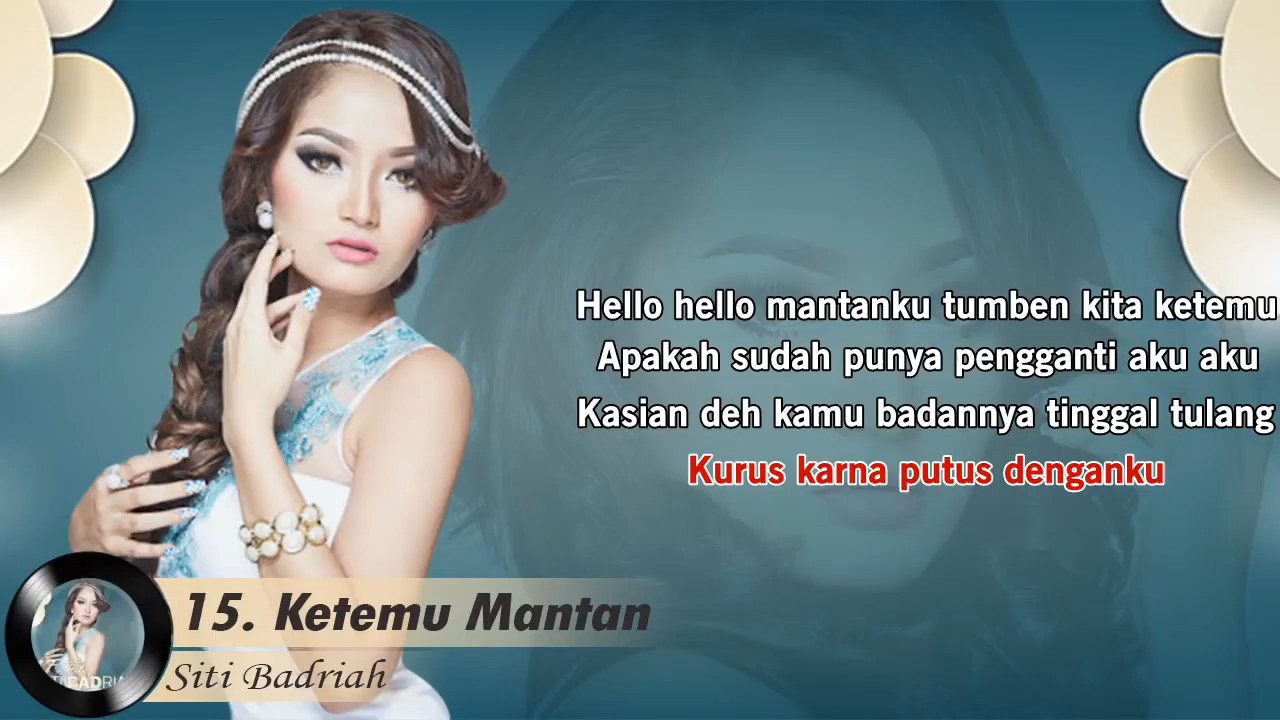 Hello hello mantanku tumben kita ketemu
Apakah sudah punya pengganti aku aku
Kasian deh kamu badannya tinggal tulang
Kurus karna putus denganku
15. Ketemu Mantan
Siti Badriah